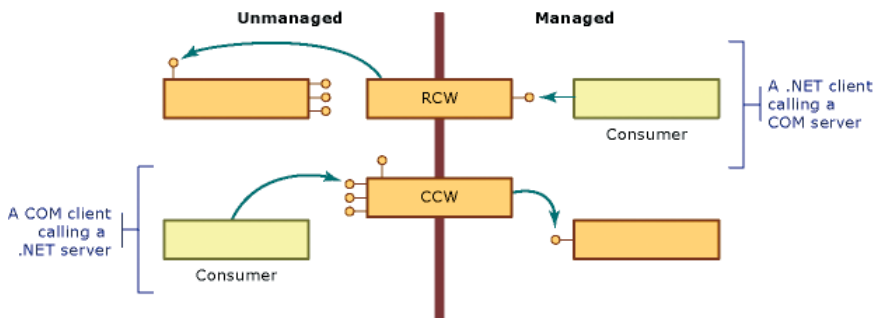 Unmanaged
Managed
RCW
Consumer
A .NET client
calling a
COM server
CCW
A COM client
calling a
.NET server
Consumer